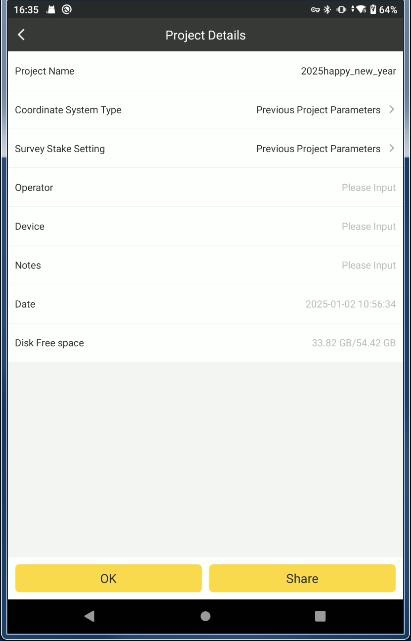 16:35 64%
Project Details
Project Name 2025happy_new_year
Coordinate System Type Previous Project Parameters
Survey Stake Setting Previous Project Parameters
Operator Please Input
Device Please Input
Notes Please Input
Date 2025-01-02 10:56:34
Disk Free space 33.82 GB/54.42 GB
OK Share